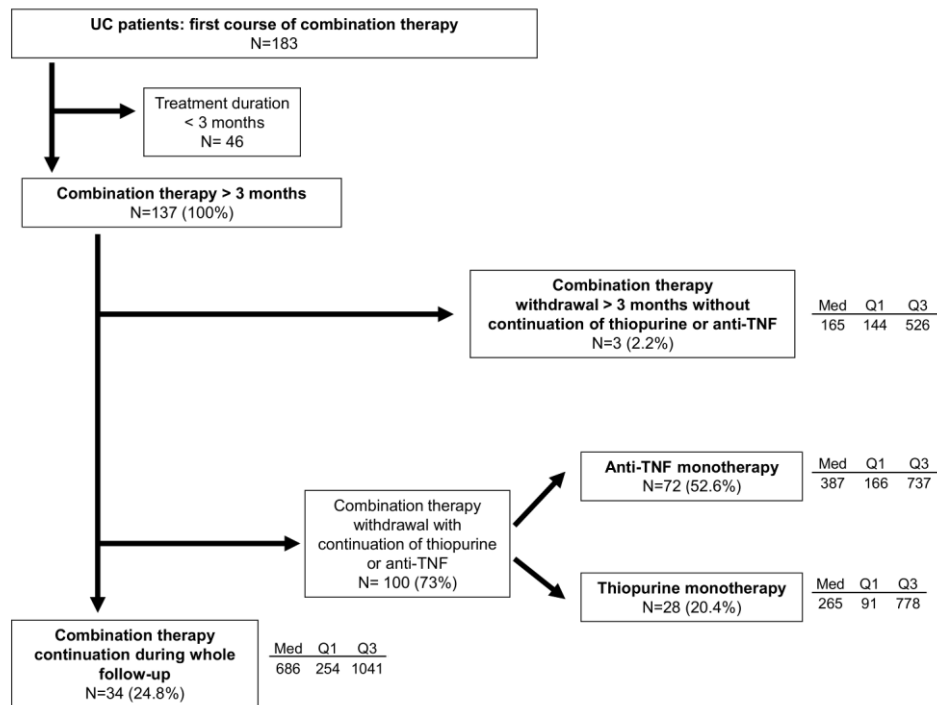 UC patients: first course of combination therapy
N=183
Treatment duration
< 3 months
N= 46
Combination therapy > 3 months
N=137 (100%)
Combination therapy
withdrawal > 3 months without
continuation of thiopurine or anti-TNF
N=3 (2.2%)
Med Q1 Q3
165 144 526
Anti-TNF monotherapy
N=72 (52.6%)
Med Q1 Q3
387 166 737
Combination therapy
withdrawal with
continuation of thiopurine
or anti-TNF
N= 100 (73%)
Thiopurine monotherapy
N=28 (20.4%)
Med Q1 Q3
265 91 778
Combination therapy
continuation during whole
follow-up
N=34 (24.8%)
Med Q1 Q3
686 254 1041